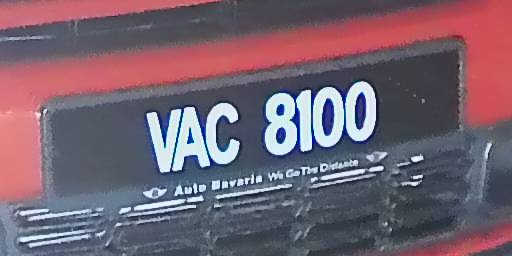 VAC 8100
Auto Bavaria We Go The Distance